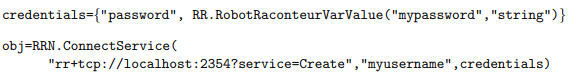 credentials={"password", RR.RobotRaconteurVarValue("mypassword","string")}
obj=RRN.ConnectService(
"rr+tcp://localhost:2354?service=Create","myusername",credentials)